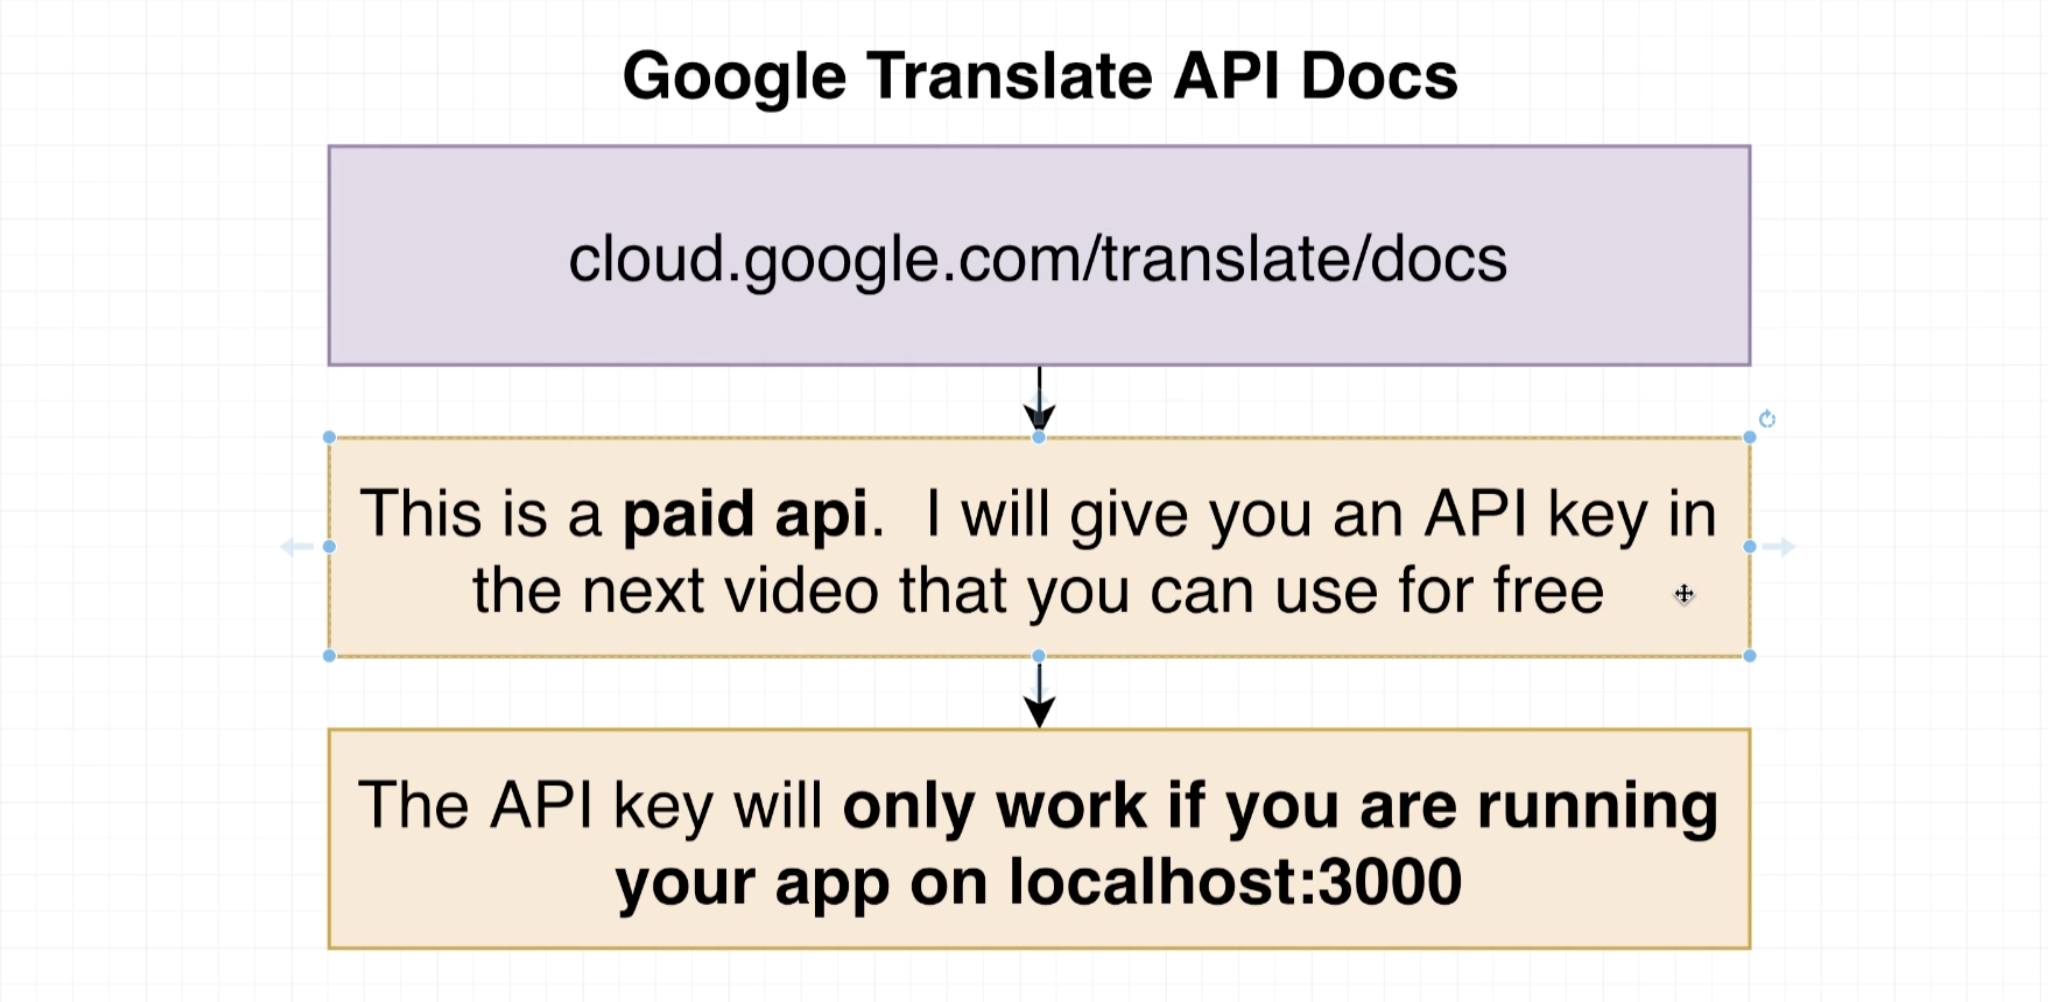 Google Translate API Docs
cloud.google.com/translate/docs
This is a paid api.  I will give you an API key in
the next video that you can use for free
The API key will only work if you are running
your app on localhost:3000